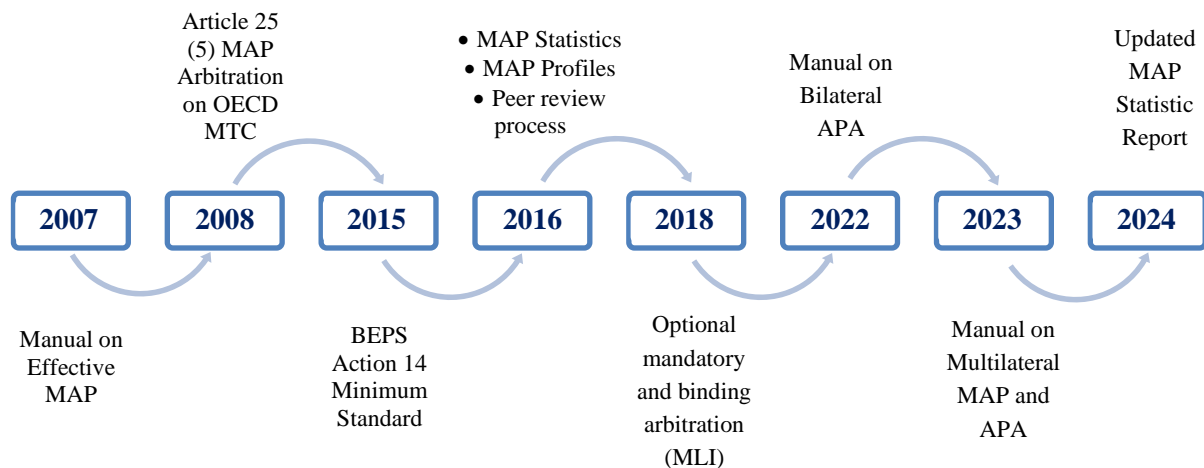 Article 25
(5) MAP
Arbitration
on OECD
MTC
• MAP Statistics
• MAP Profiles
• Peer review
process
Manual on
Bilateral
APA
Updated
MAP
Statistic
Report
2007
2008
2015
2016
2018
2022
2023
2024
Manual on
Effective
MAP
BEPS
Action 14
Minimum
Standard
Optional
mandatory
and binding
arbitration
(MLI)
Manual on
Multilateral
MAP and
APA